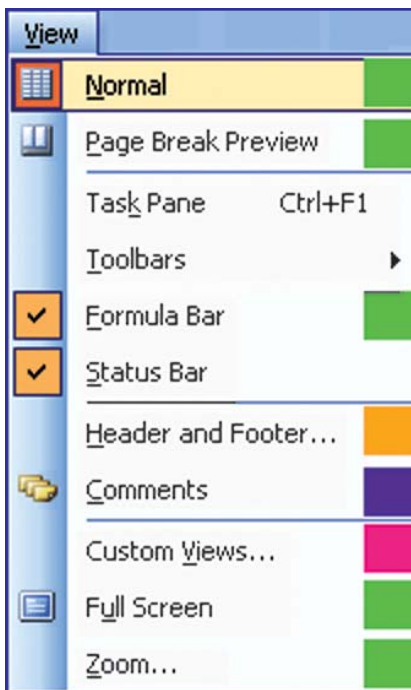 View
Normal
Page Break Preview
Task Pane Ctrl+F1
Toolbars
Formula Bar
Status Bar
Header and Footer...
Comments
Custom Views...
Full Screen
Zoom...